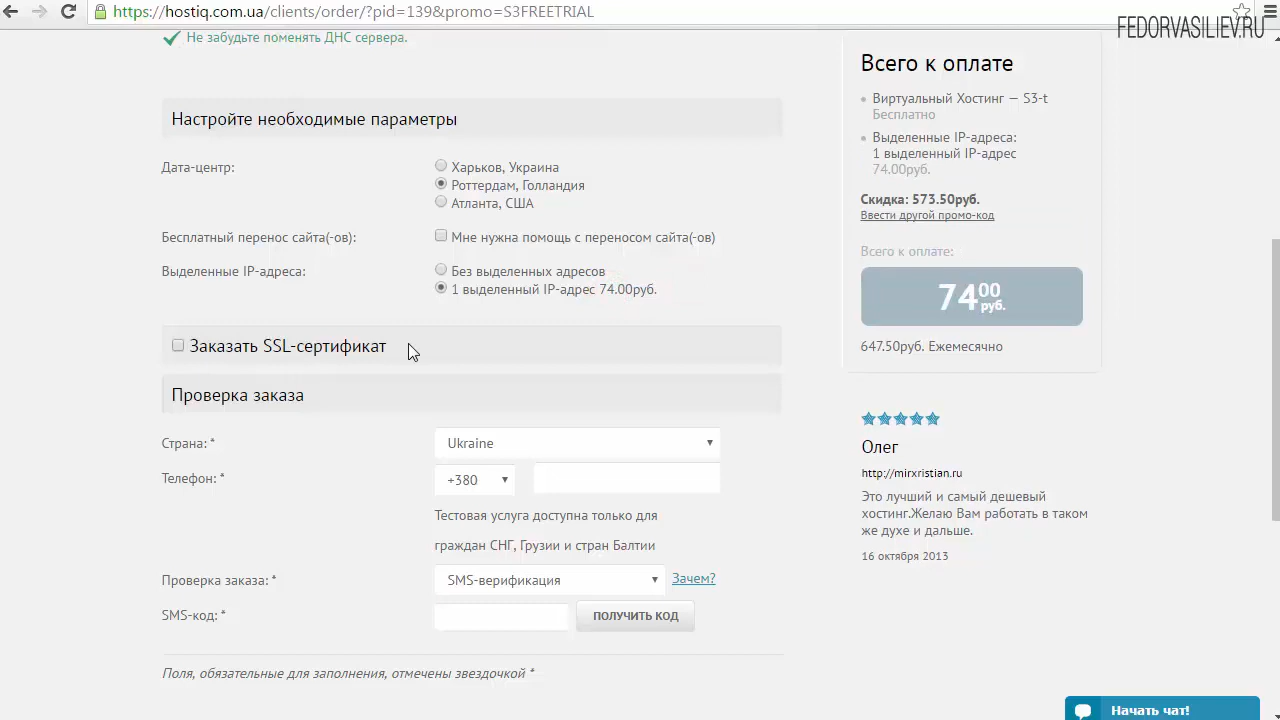 https://hostiq.com.ua/clients/order/?pid=139&promo=S3FREETRIAL
FEDORVASILIEV.RU
Не забудьте поменять ДНС сервера.
Настройте необходимые параметры
Дата-центр:
Харьков, Украина
Роттердам, Голландия
Атланта, США
Бесплатный перенос сайта(-ов):
Мне нужна помощь с переносом сайта(-ов)
Выделенные IP-адреса:
Без выделенных адресов
1 выделенный IP-адрес 74.00руб.
Заказать SSL-сертификат
Проверка заказа
Страна: *
Ukraine
Телефон: *
+380
Тестовая услуга доступна только для
граждан СНГ, Грузии и стран Балтии
Проверка заказа: *
SMS-верификация
Зачем?
SMS-код: *
ПОЛУЧИТЬ КОД
Поля, обязательные для заполнения, отмечены звездочкой *
Всего к оплате
Виртуальный Хостинг — S3-t
Бесплатно
Выделенные IP-адреса:
1 выделенный IP-адрес
74.00руб.
Скидка: 573.50руб.
Ввести другой промо-код
Всего к оплате:
74 00 руб.
647.50руб. Ежемесячно
Олег
http://mirxristian.ru
Это лучший и самый дешевый
хостинг.Желаю Вам работать в таком
же духе и дальше.
16 октября 2013
Начать чат!